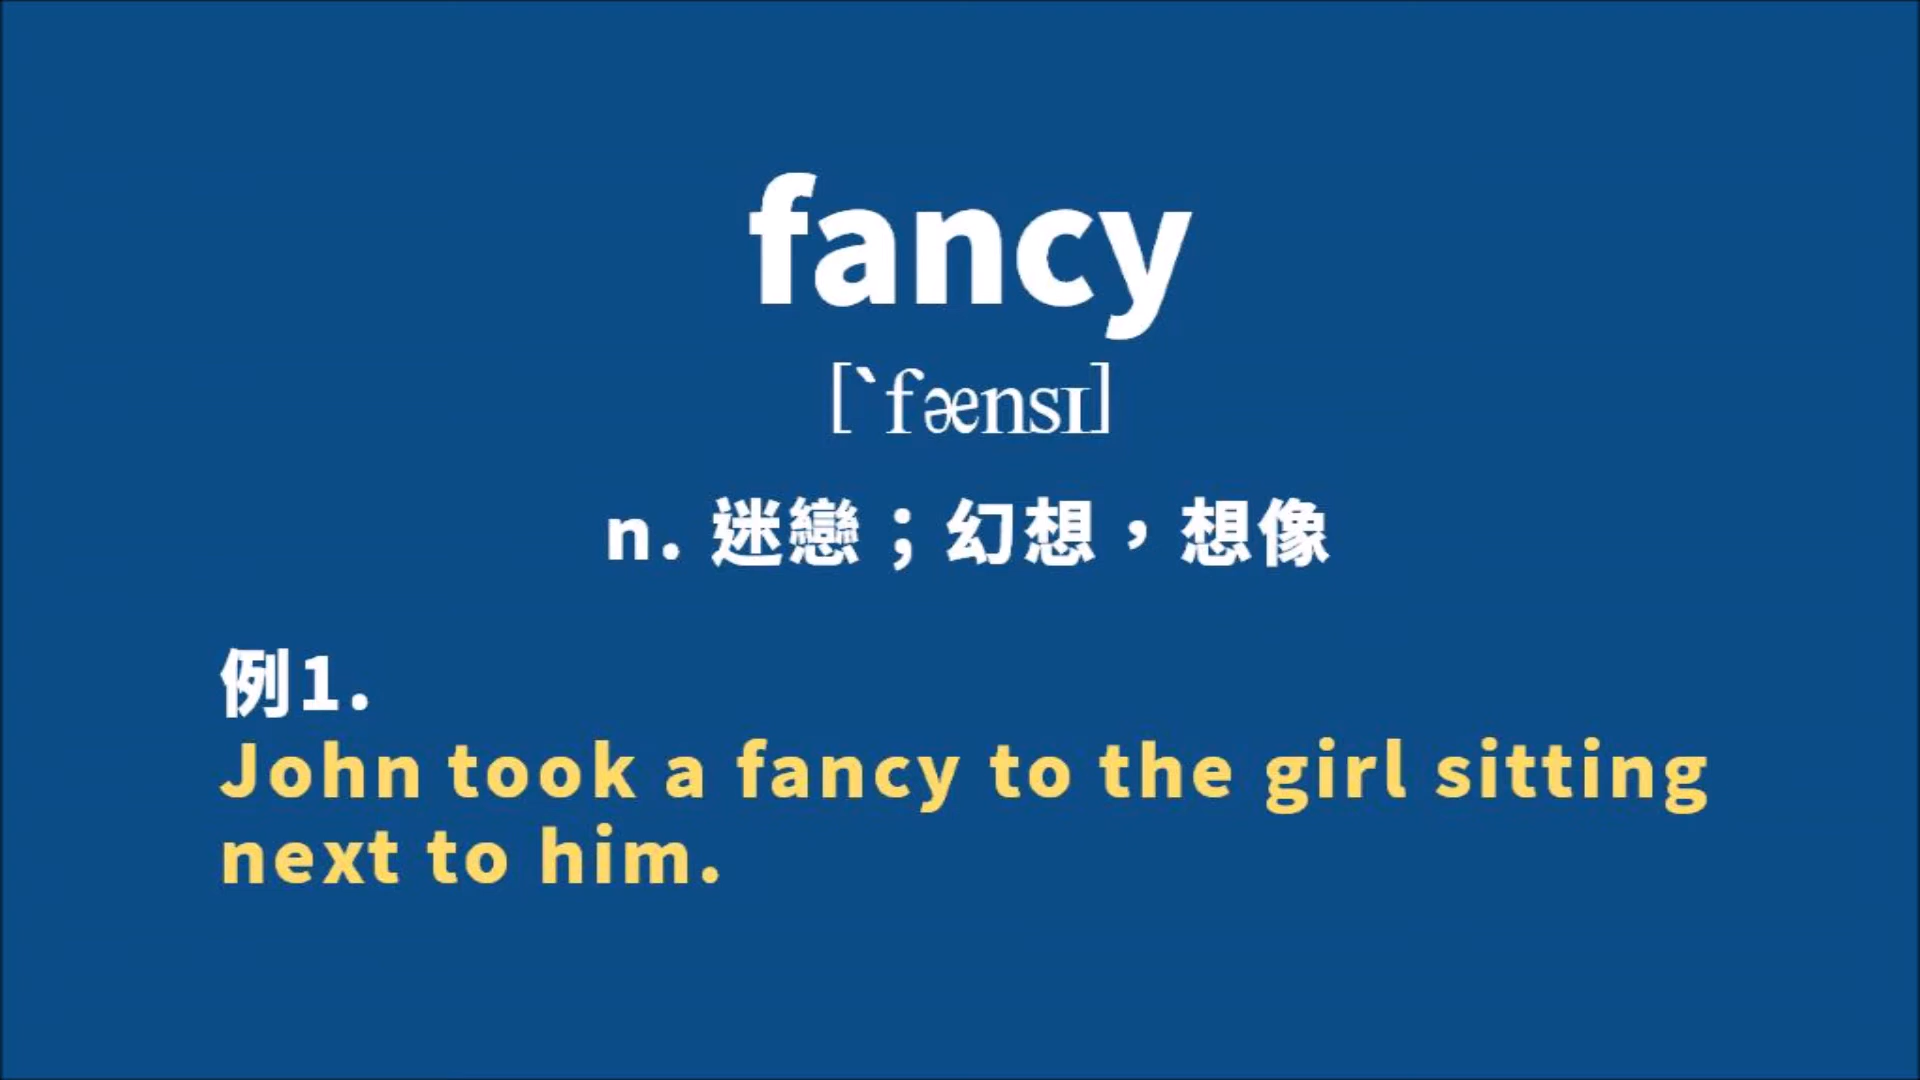 fancy
[`fænsɪ]
n. 迷戀；幻想，想像
例1.
John took a fancy to the girl sitting
next to him.